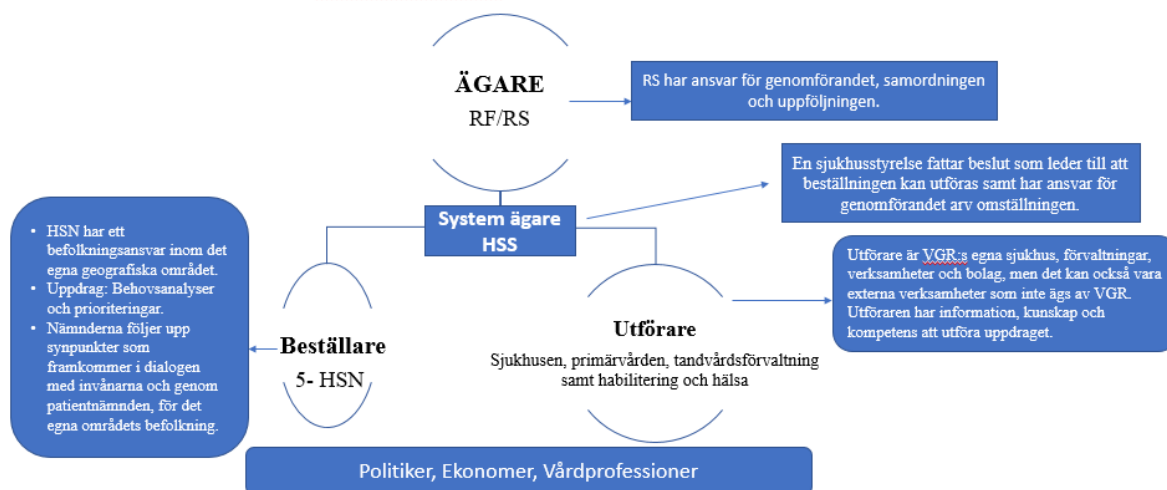 ÄGARE
RF/RS
RS har ansvar för genomförandet, samordningen
och uppföljningen.
En sjukhusstyrelse fattar beslut som leder till att
beställningen kan utföras samt har ansvar för
genomförandet arv omställningen.
System ägare
HSS
• HSN har ett
befolkningsansvar inom det
egna geografiska området.
• Uppdrag: Behovsanalyser
och prioriteringar.
• Nämnderna följer upp
synpunkter som
framkommer i dialogen
med invånarna och genom
patientnämnden, för det
egna områdets befolkning.
Beställare
5- HSN
Utförare
Sjukhusen, primärvården, tandvårdsförvaltning
samt habilitering och hälsa
Utförare är VGR:s egna sjukhus, förvaltningar,
verksamheter och bolag, men det kan också vara
externa verksamheter som inte ägs av VGR.
Utföraren har information, kunskap och
kompetens att utföra uppdraget.
Politiker, Ekonomer, Vårdprofessioner